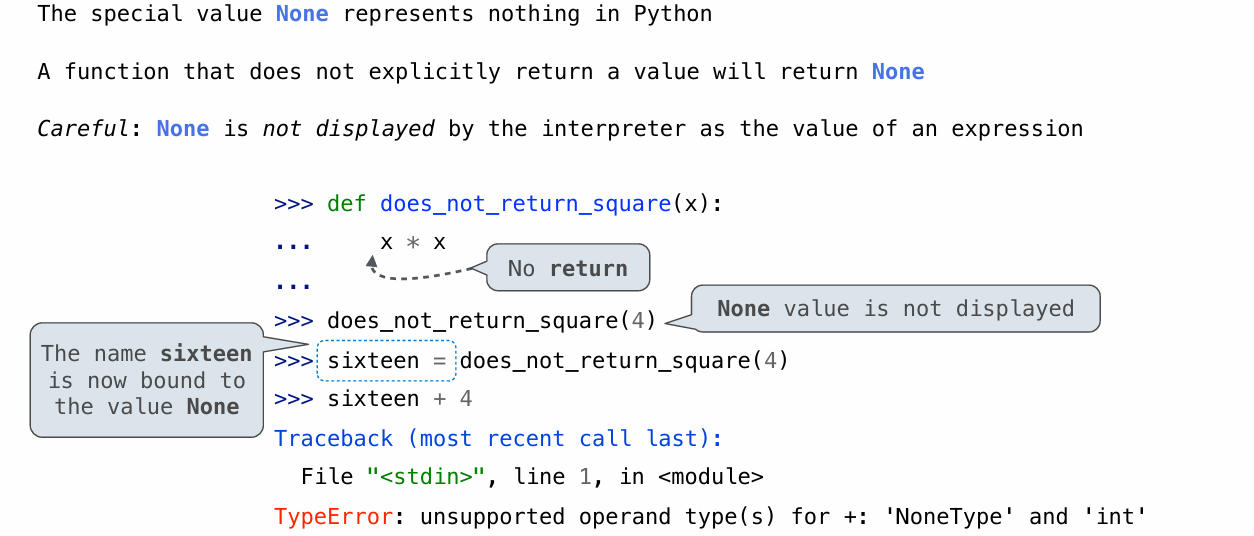 The special value None represents nothing in Python
A function that does not explicitly return a value will return None
Careful: None is not displayed by the interpreter as the value of an expression
>>> def does_not_return_square(x):
...     x * x
No return
...
None value is not displayed
>>> does_not_return_square(4)
The name sixteen
is now bound to
the value None
>>> sixteen = does_not_return_square(4)
>>> sixteen + 4
Traceback (most recent call last):
  File "<stdin>", line 1, in <module>
TypeError: unsupported operand type(s) for +: 'NoneType' and 'int'